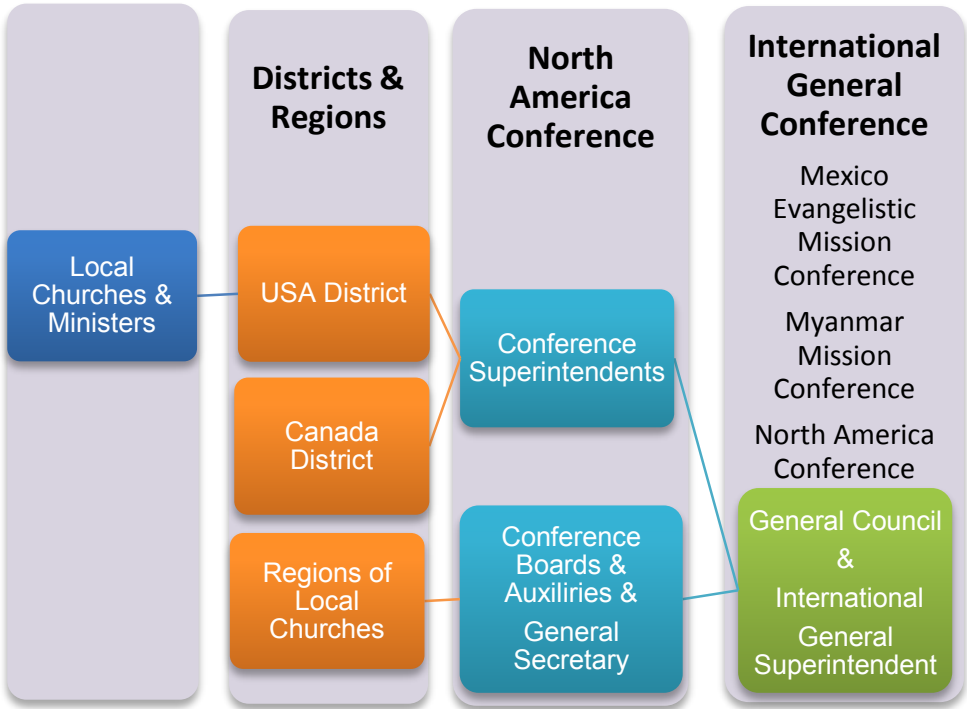 Local
Churches &
Ministers
Districts &
Regions
USA District
Canada
District
Regions of
Local
Churches
North
America
Conference
Conference
Superintendents
Conference
Boards &
Auxiliries &
General
Secretary
International
General
Conference
Mexico
Evangelistic
Mission
Conference
Myanmar
Mission
Conference
North America
Conference
General Council
&
International
General
Superintendent